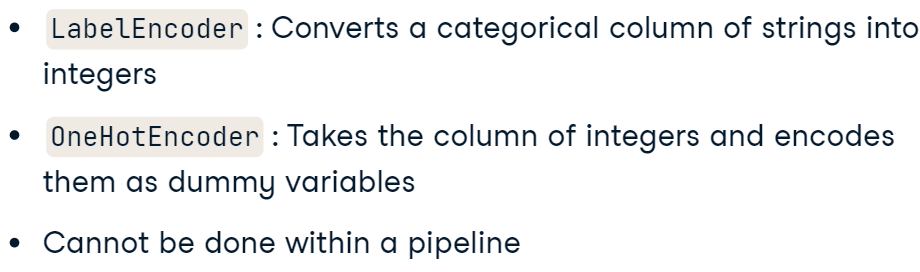 • LabelEncoder : Converts a categorical column of strings into
integers
• OneHotEncoder : Takes the column of integers and encodes
them as dummy variables
• Cannot be done within a pipeline